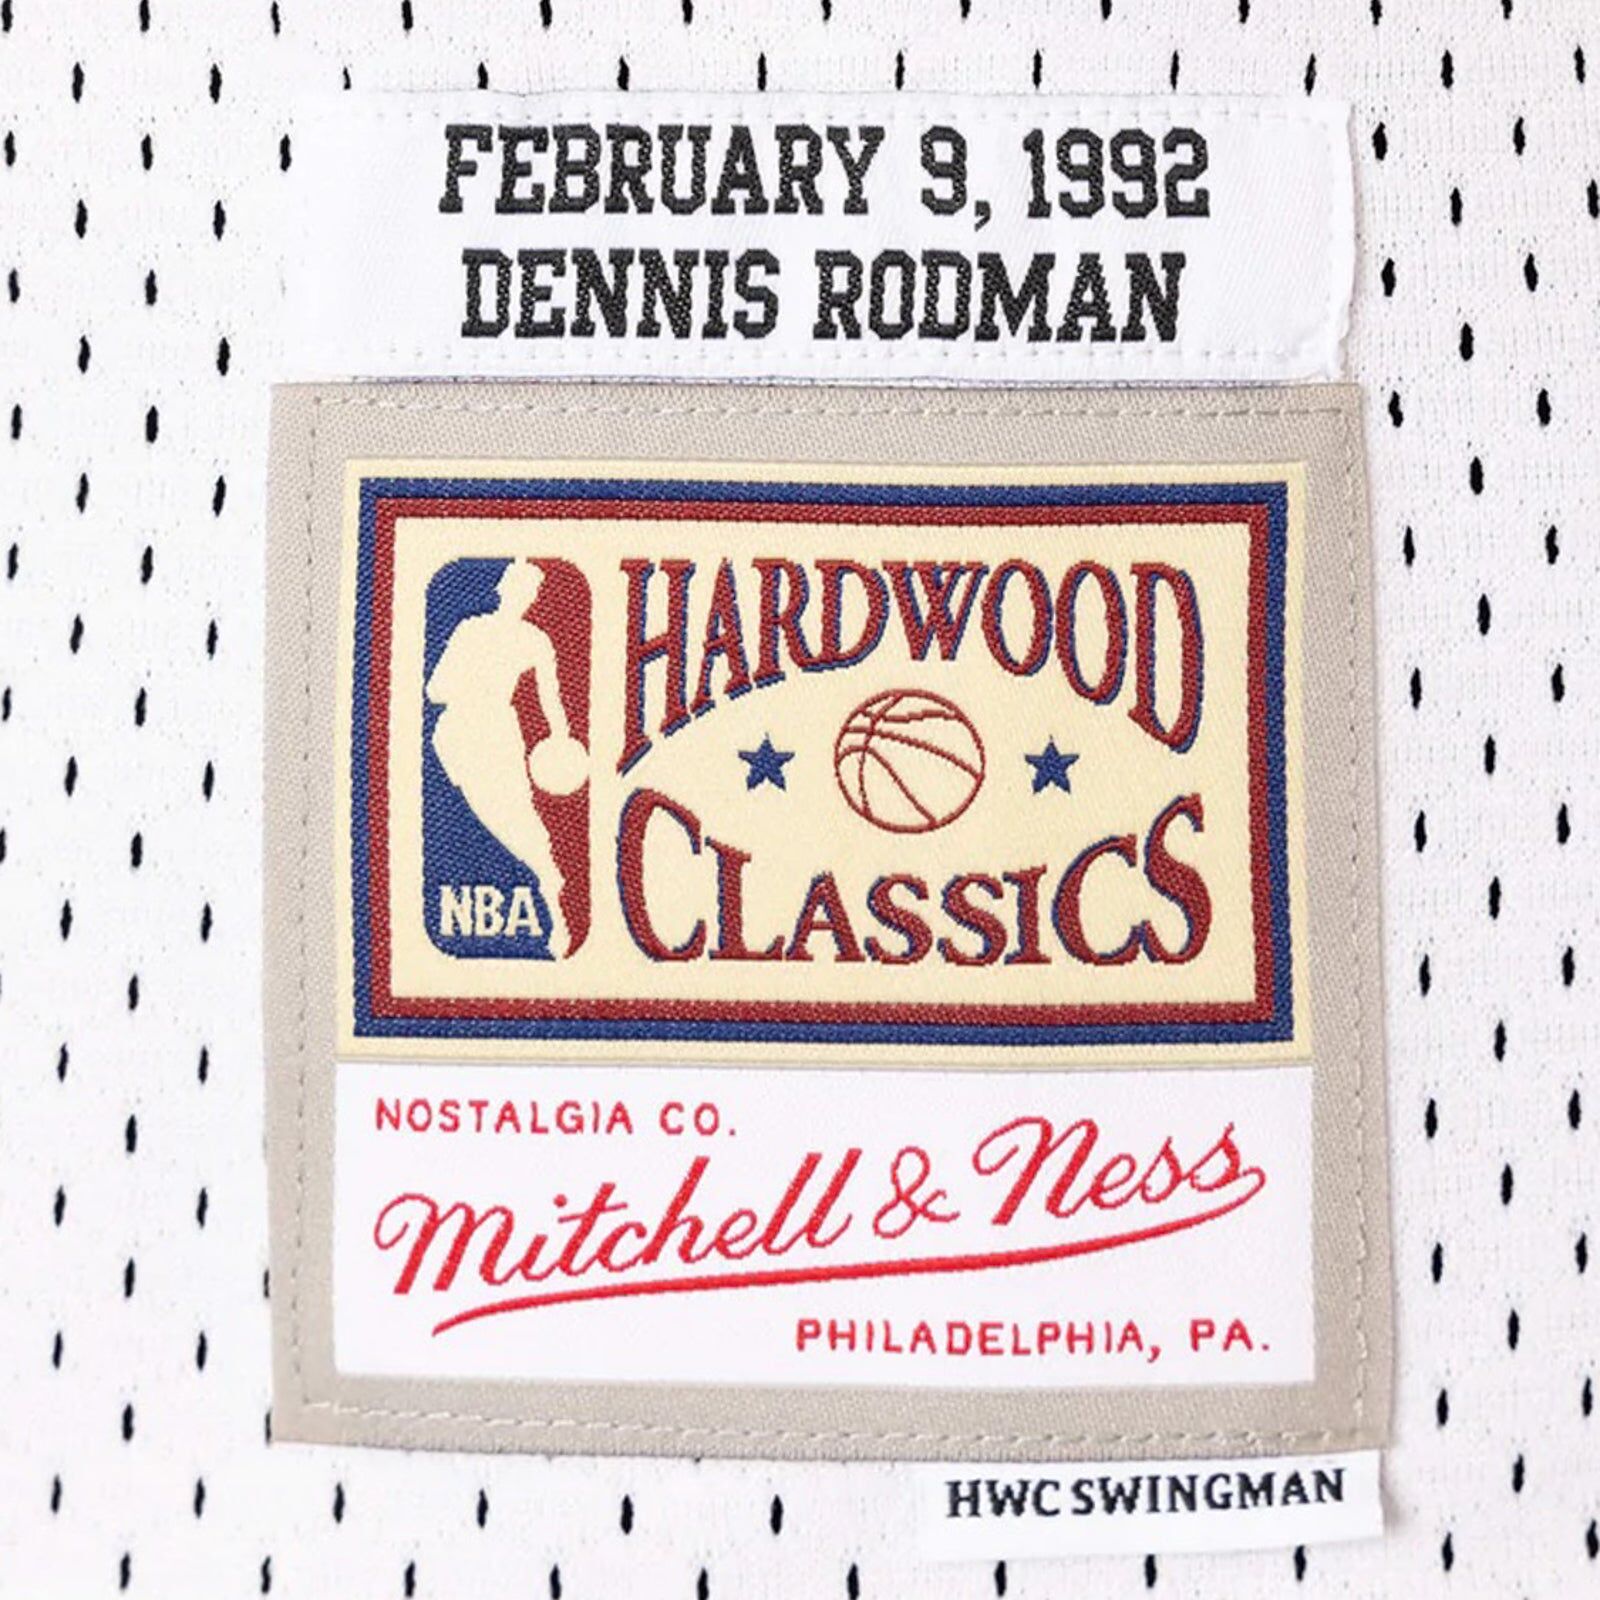 FEBRUARY 9, 1992
DENNIS RODMAN
HARDWOOD
CLASSICS
NBA
NOSTALGIA CO.
Mitchell & Ness
PHILADELPHIA, PA.
HWC SWINGMAN